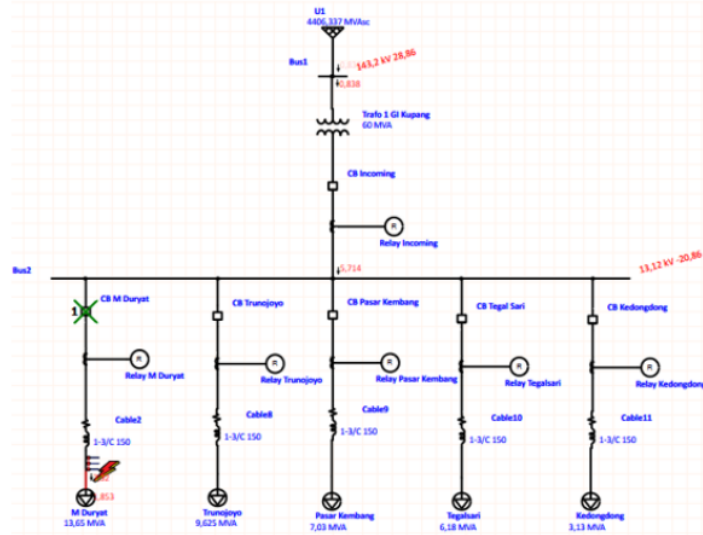 U1
4406,337 MVAsc
Bus1
143,2 kV 28,86
0,838
Trafo 1 GI Kupang
60 MVA
CB Incoming
R
Relay Incoming
Bus2
5,714
13,12 kV -20,86
CB M Duryat
CB Trunojoyo
CB Pasar Kembang
CB Tegal Sari
CB Kedongdong
1
R
R
R
R
R
Relay M Duryat
Relay Trunojoyo
Relay Pasar Kembang
Relay Tegalsari
Relay Kedongdong
Cable2
Cable8
Cable9
Cable10
Cable11
1-3/C 150
1-3/C 150
1-3/C 150
1-3/C 150
1-3/C 150
M Duryat
13,65 MVA
Trunojoyo
9,625 MVA
Pasar Kembang
7,03 MVA
Tegalsari
6,18 MVA
Kedongdong
3,13 MVA